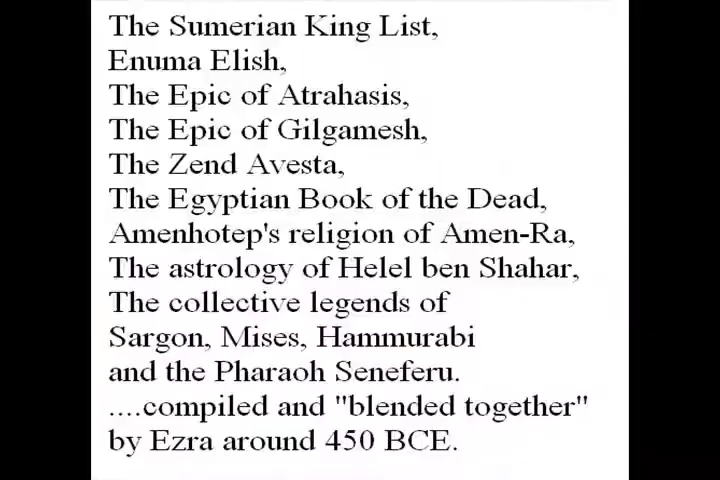 The Sumerian King List,
Enuma Elish,
The Epic of Atrahasis,
The Epic of Gilgamesh,
The Zend Avesta,
The Egyptian Book of the Dead,
Amenhotep's religion of Amen-Ra,
The astrology of Helel ben Shahar,
The collective legends of
Sargon, Mises, Hammurabi
and the Pharaoh Seneferu.
....compiled and "blended together"
by Ezra around 450 BCE.